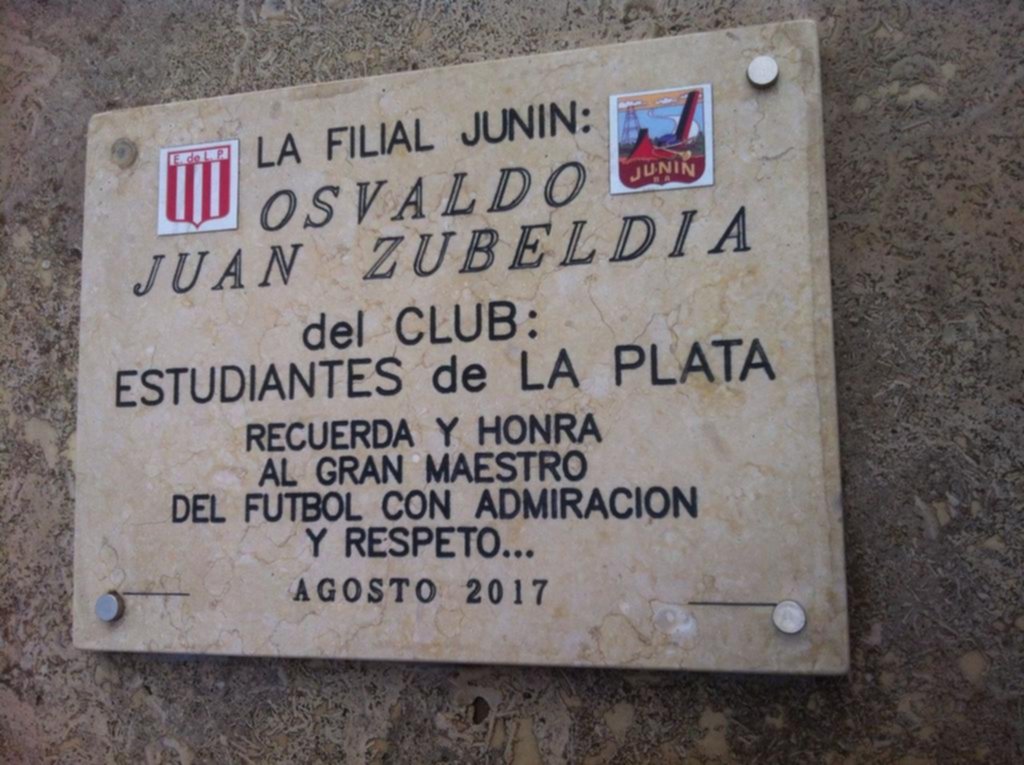 E. de L. P.
LA FILIAL JUNIN:
JUNIN
B A
OSVALDO
JUAN ZUBELDIA
del CLUB:
ESTUDIANTES de LA PLATA
RECUERDA Y HONRA
AL GRAN MAESTRO
DEL FUTBOL CON ADMIRACION
Y RESPETO...
AGOSTO 2017